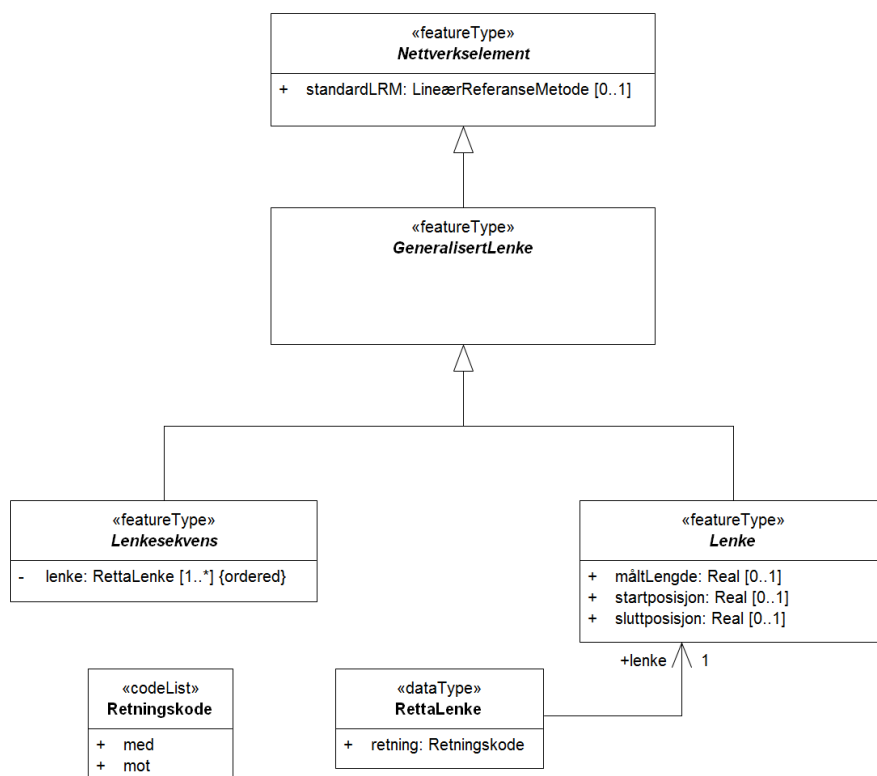 «featureType»
Nettverkselement
+ standardLRM: LineærReferanseMetode [0..1]
«featureType»
GeneralisertLenke
«featureType»
Lenkesekvens
- lenke: RettaLenke [1..*] {ordered}
«featureType»
Lenke
+ måltLengde: Real [0..1]
+ startposisjon: Real [0..1]
+ sluttposisjon: Real [0..1]
+lenke 1
«codeList»
Retningskode
+ med
+ mot
«dataType»
RettaLenke
+ retning: Retningskode